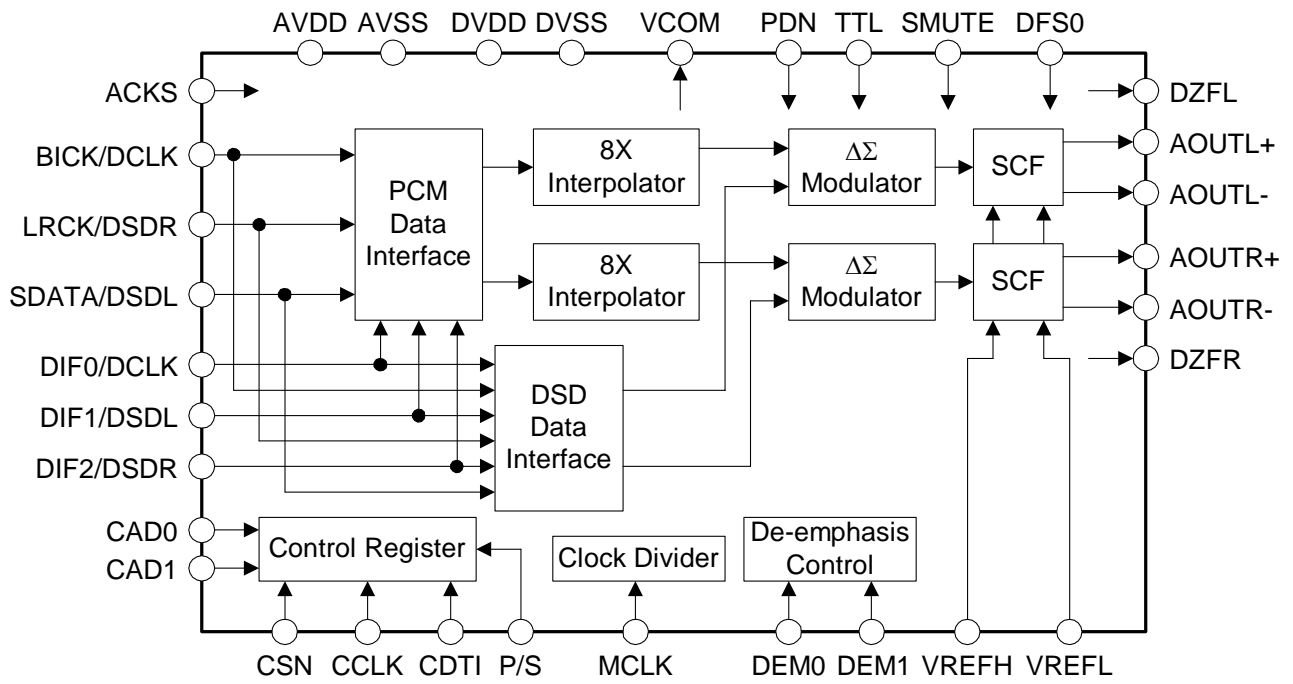 AVDD AVSS DVDD DVSS VCOM PDN TTL SMUTE DFS0
ACKS
DZFL
BICK/DCLK
8X
Interpolator
ΔΣ
Modulator
SCF
AOUTL+
AOUTL-
LRCK/DSDR
PCM
Data
Interface
SDATA/DSDL
8X
Interpolator
ΔΣ
Modulator
SCF
AOUTR+
AOUTR-
DIF0/DCLK
DZFR
DIF1/DSDL
DSD
Data
Interface
DIF2/DSDR
CAD0
CAD1
Control Register
Clock Divider
De-emphasis
Control
CSN CCLK CDTI P/S MCLK DEM0 DEM1 VREFH VREFL